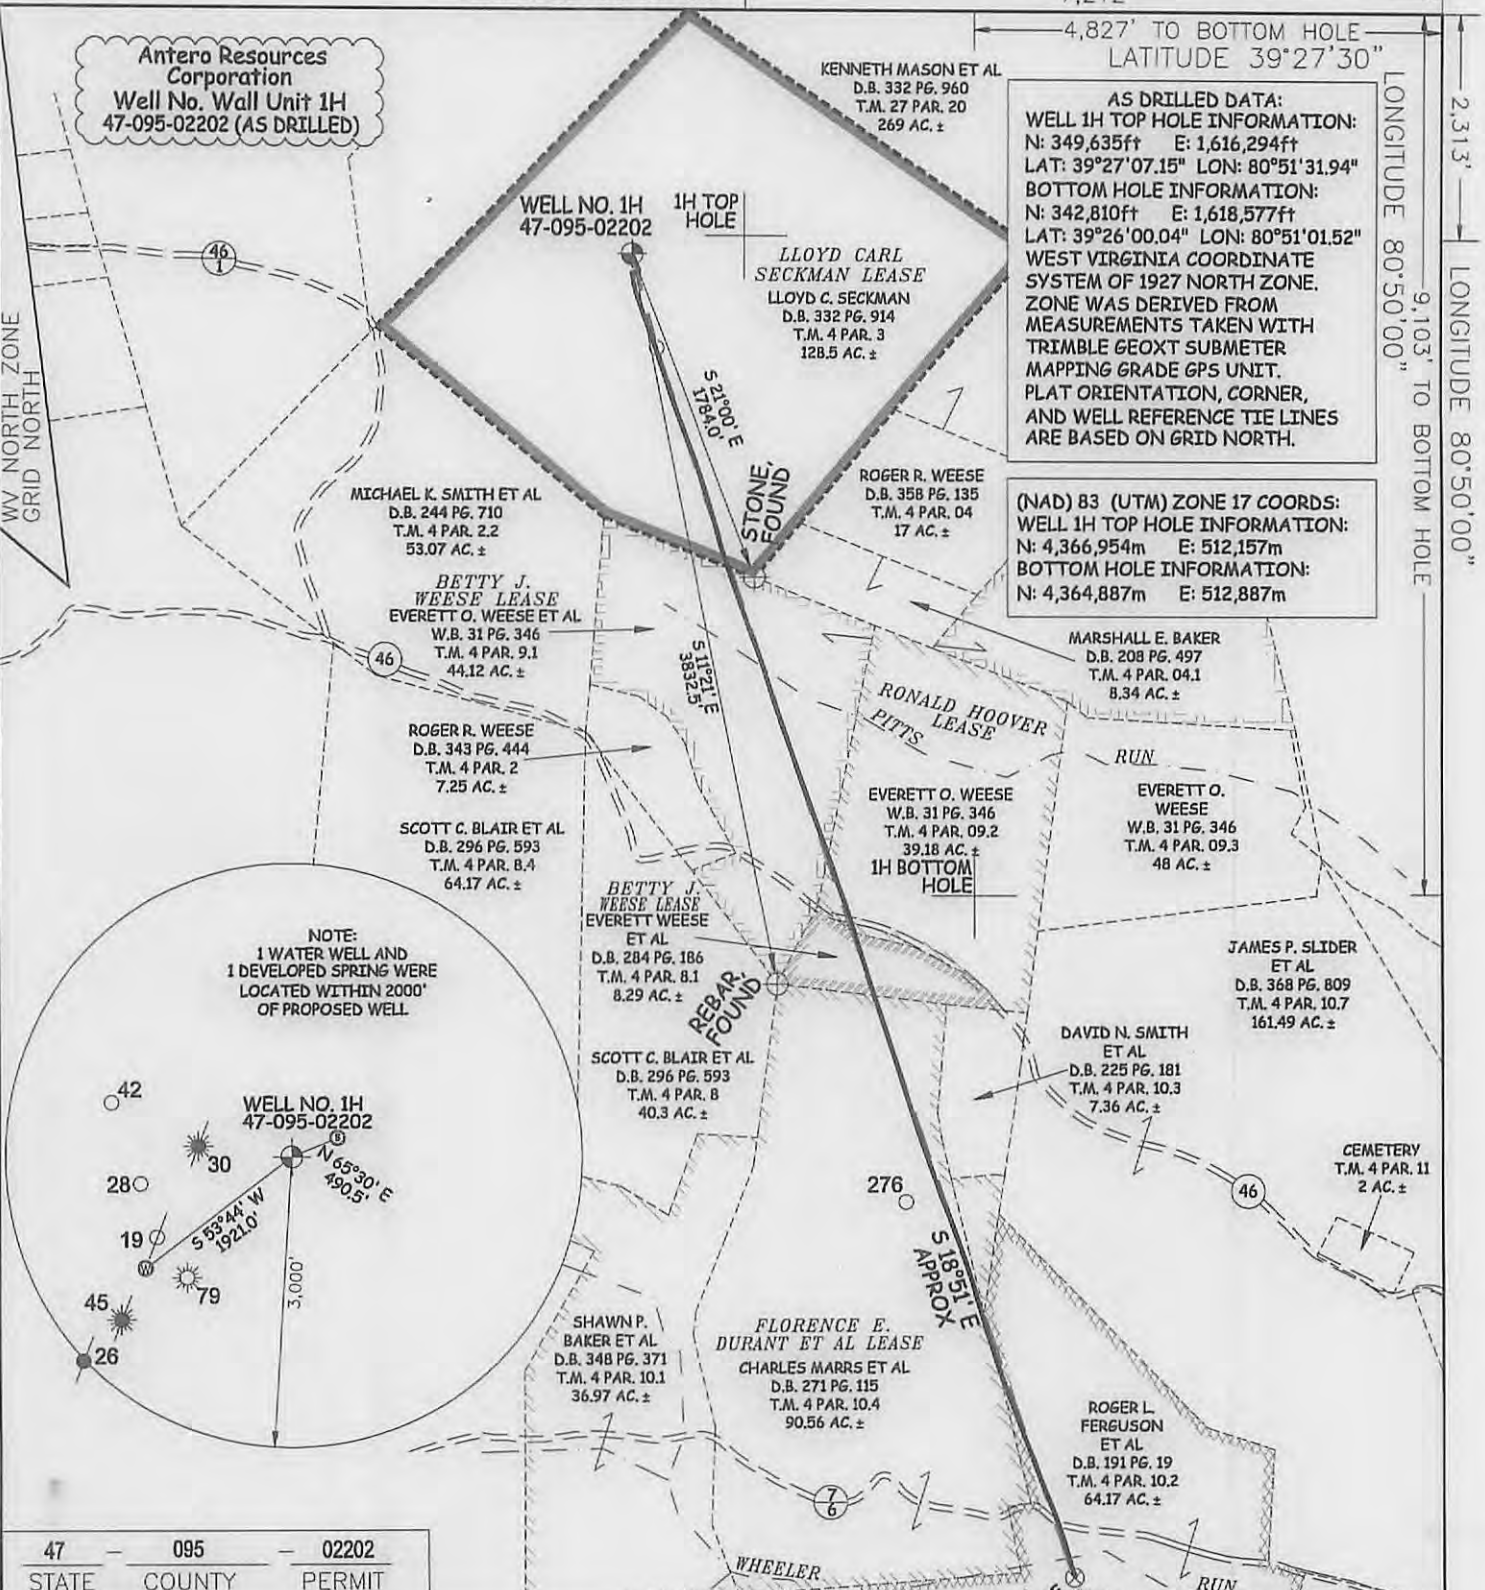 4,827' TO BOTTOM HOLE
LATITUDE 39°27'30"
Antero Resources
Corporation
Well No. Wall Unit 1H
47-095-02202 (AS DRILLED)
KENNETH MASON ET AL
D.B. 332 PG. 960
T.M. 27 PAR. 20
269 AC. ±
AS DRILLED DATA:
WELL 1H TOP HOLE INFORMATION:
N: 349,635ft E: 1,616,294ft
LAT: 39°27'07.15" LON: 80°51'31.94"
BOTTOM HOLE INFORMATION:
N: 342,810ft E: 1,618,577ft
LAT: 39°26'00.04" LON: 80°51'01.52"
WEST VIRGINIA COORDINATE
SYSTEM OF 1927 NORTH ZONE.
ZONE WAS DERIVED FROM
MEASUREMENTS TAKEN WITH
TRIMBLE GEOXT SUBMETER
MAPPING GRADE GPS UNIT.
PLAT ORIENTATION, CORNER,
AND WELL REFERENCE TIE LINES
ARE BASED ON GRID NORTH.
LONGITUDE 80°50'00"
9,103' TO BOTTOM HOLE
2,313'
LONGITUDE 80°50'00"
WELL NO. 1H
47-095-02202
1H TOP
HOLE
LLOYD CARL
SECKMAN LEASE
LLOYD C. SECKMAN
D.B. 332 PG. 914
T.M. 4 PAR. 3
128.5 AC. ±
46
1
WV NORTH ZONE
GRID NORTH
S 21°00' E
1784.0'
STONE,
FOUND
ROGER R. WEESE
D.B. 358 PG. 135
T.M. 4 PAR. 04
17 AC. ±
(NAD) 83 (UTM) ZONE 17 COORDS:
WELL 1H TOP HOLE INFORMATION:
N: 4,366,954m E: 512,157m
BOTTOM HOLE INFORMATION:
N: 4,364,887m E: 512,887m
MICHAEL K. SMITH ET AL
D.B. 244 PG. 710
T.M. 4 PAR. 2.2
53.07 AC. ±
BETTY J.
WEESE LEASE
EVERETT O. WEESE ET AL
W.B. 31 PG. 346
T.M. 4 PAR. 9.1
44.12 AC. ±
46
S 11°21' E
3832.5'
MARSHALL E. BAKER
D.B. 208 PG. 497
T.M. 4 PAR. 04.1
8.34 AC. ±
RONALD HOOVER
LEASE
PITTS
RUN
ROGER R. WEESE
D.B. 343 PG. 444
T.M. 4 PAR. 2
7.25 AC. ±
EVERETT O. WEESE
W.B. 31 PG. 346
T.M. 4 PAR. 09.2
39.18 AC. ±
EVERETT O.
WEESE
W.B. 31 PG. 346
T.M. 4 PAR. 09.3
48 AC. ±
SCOTT C. BLAIR ET AL
D.B. 296 PG. 593
T.M. 4 PAR. 8.4
64.17 AC. ±
1H BOTTOM
HOLE
BETTY J.
WEESE LEASE
EVERETT WEESE
ET AL
D.B. 284 PG. 186
T.M. 4 PAR. 8.1
8.29 AC. ±
REBAR,
FOUND
NOTE:
1 WATER WELL AND
1 DEVELOPED SPRING WERE
LOCATED WITHIN 2000'
OF PROPOSED WELL
JAMES P. SLIDER
ET AL
D.B. 368 PG. 809
T.M. 4 PAR. 10.7
161.49 AC. ±
SCOTT C. BLAIR ET AL
D.B. 296 PG. 593
T.M. 4 PAR. 8
40.3 AC. ±
DAVID N. SMITH
ET AL
D.B. 225 PG. 181
T.M. 4 PAR. 10.3
7.36 AC. ±
42
WELL NO. 1H
47-095-02202
30
N 65°30' E
490.5'
28
S 53°44' W
1921.0'
19
W
79
45
26
3,000'
CEMETERY
T.M. 4 PAR. 11
2 AC. ±
46
276
S 18°51' E
APPROX
SHAWN P.
BAKER ET AL
D.B. 348 PG. 371
T.M. 4 PAR. 10.1
36.97 AC. ±
FLORENCE E.
DURANT ET AL LEASE
CHARLES MARRS ET AL
D.B. 271 PG. 115
T.M. 4 PAR. 10.4
90.56 AC. ±
ROGER L.
FERGUSON
ET AL
D.B. 191 PG. 19
T.M. 4 PAR. 10.2
64.17 AC. ±
7
6
WHEELER
RUN
47 – 095 – 02202
STATE COUNTY PERMIT